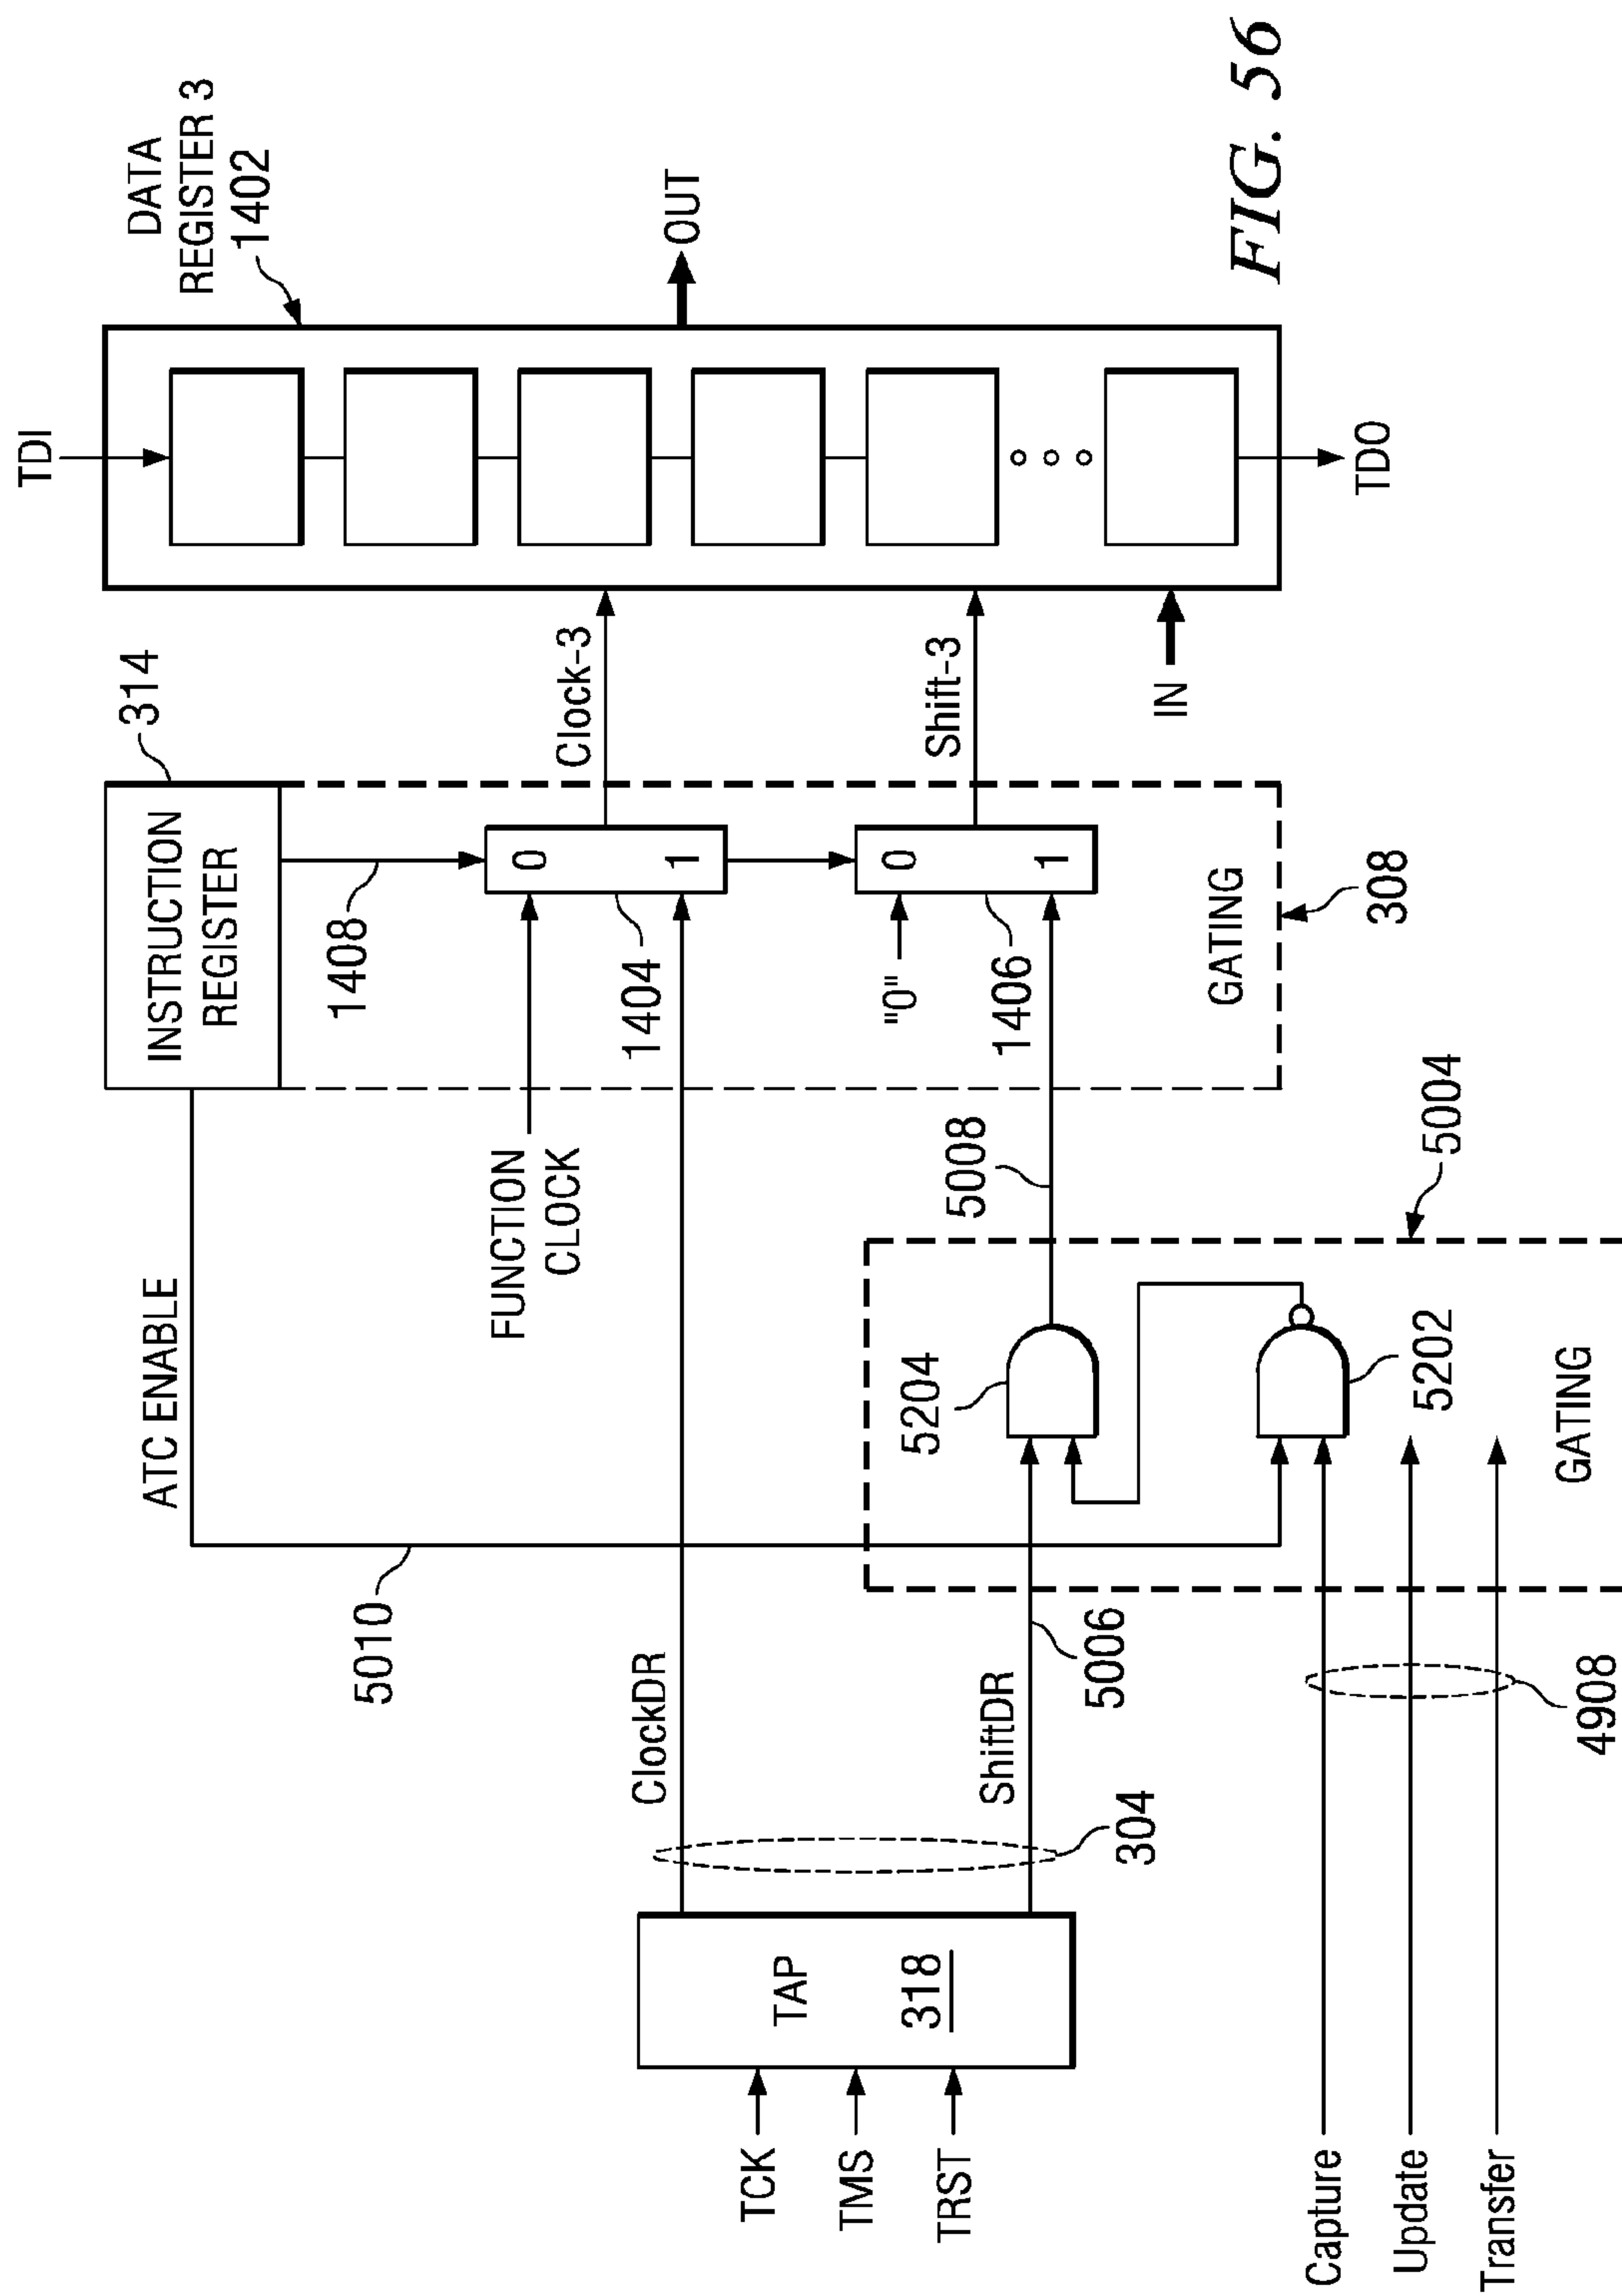 TDI
DATA
REGISTER 3
1402
OUT
TDO
IN
314
INSTRUCTION
REGISTER
1408
0
1
1404
Clock-3
0
1
"0"
1406
Shift-3
GATING
308
ATC ENABLE
5010
FUNCTION
CLOCK
5008
5004
5204
5202
GATING
ClockDR
ShiftDR
5006
304
4908
TAP
318
TCK
TMS
TRST
Capture
Update
Transfer
FIG. 56